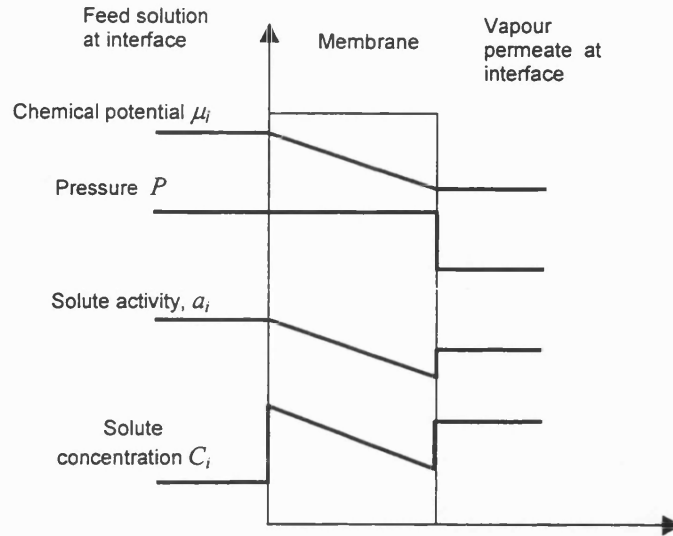 Feed solution
at interface
Membrane
Vapour
permeate at
interface
Chemical potential μi
Pressure P
Solute activity, ai
Solute
concentration Ci